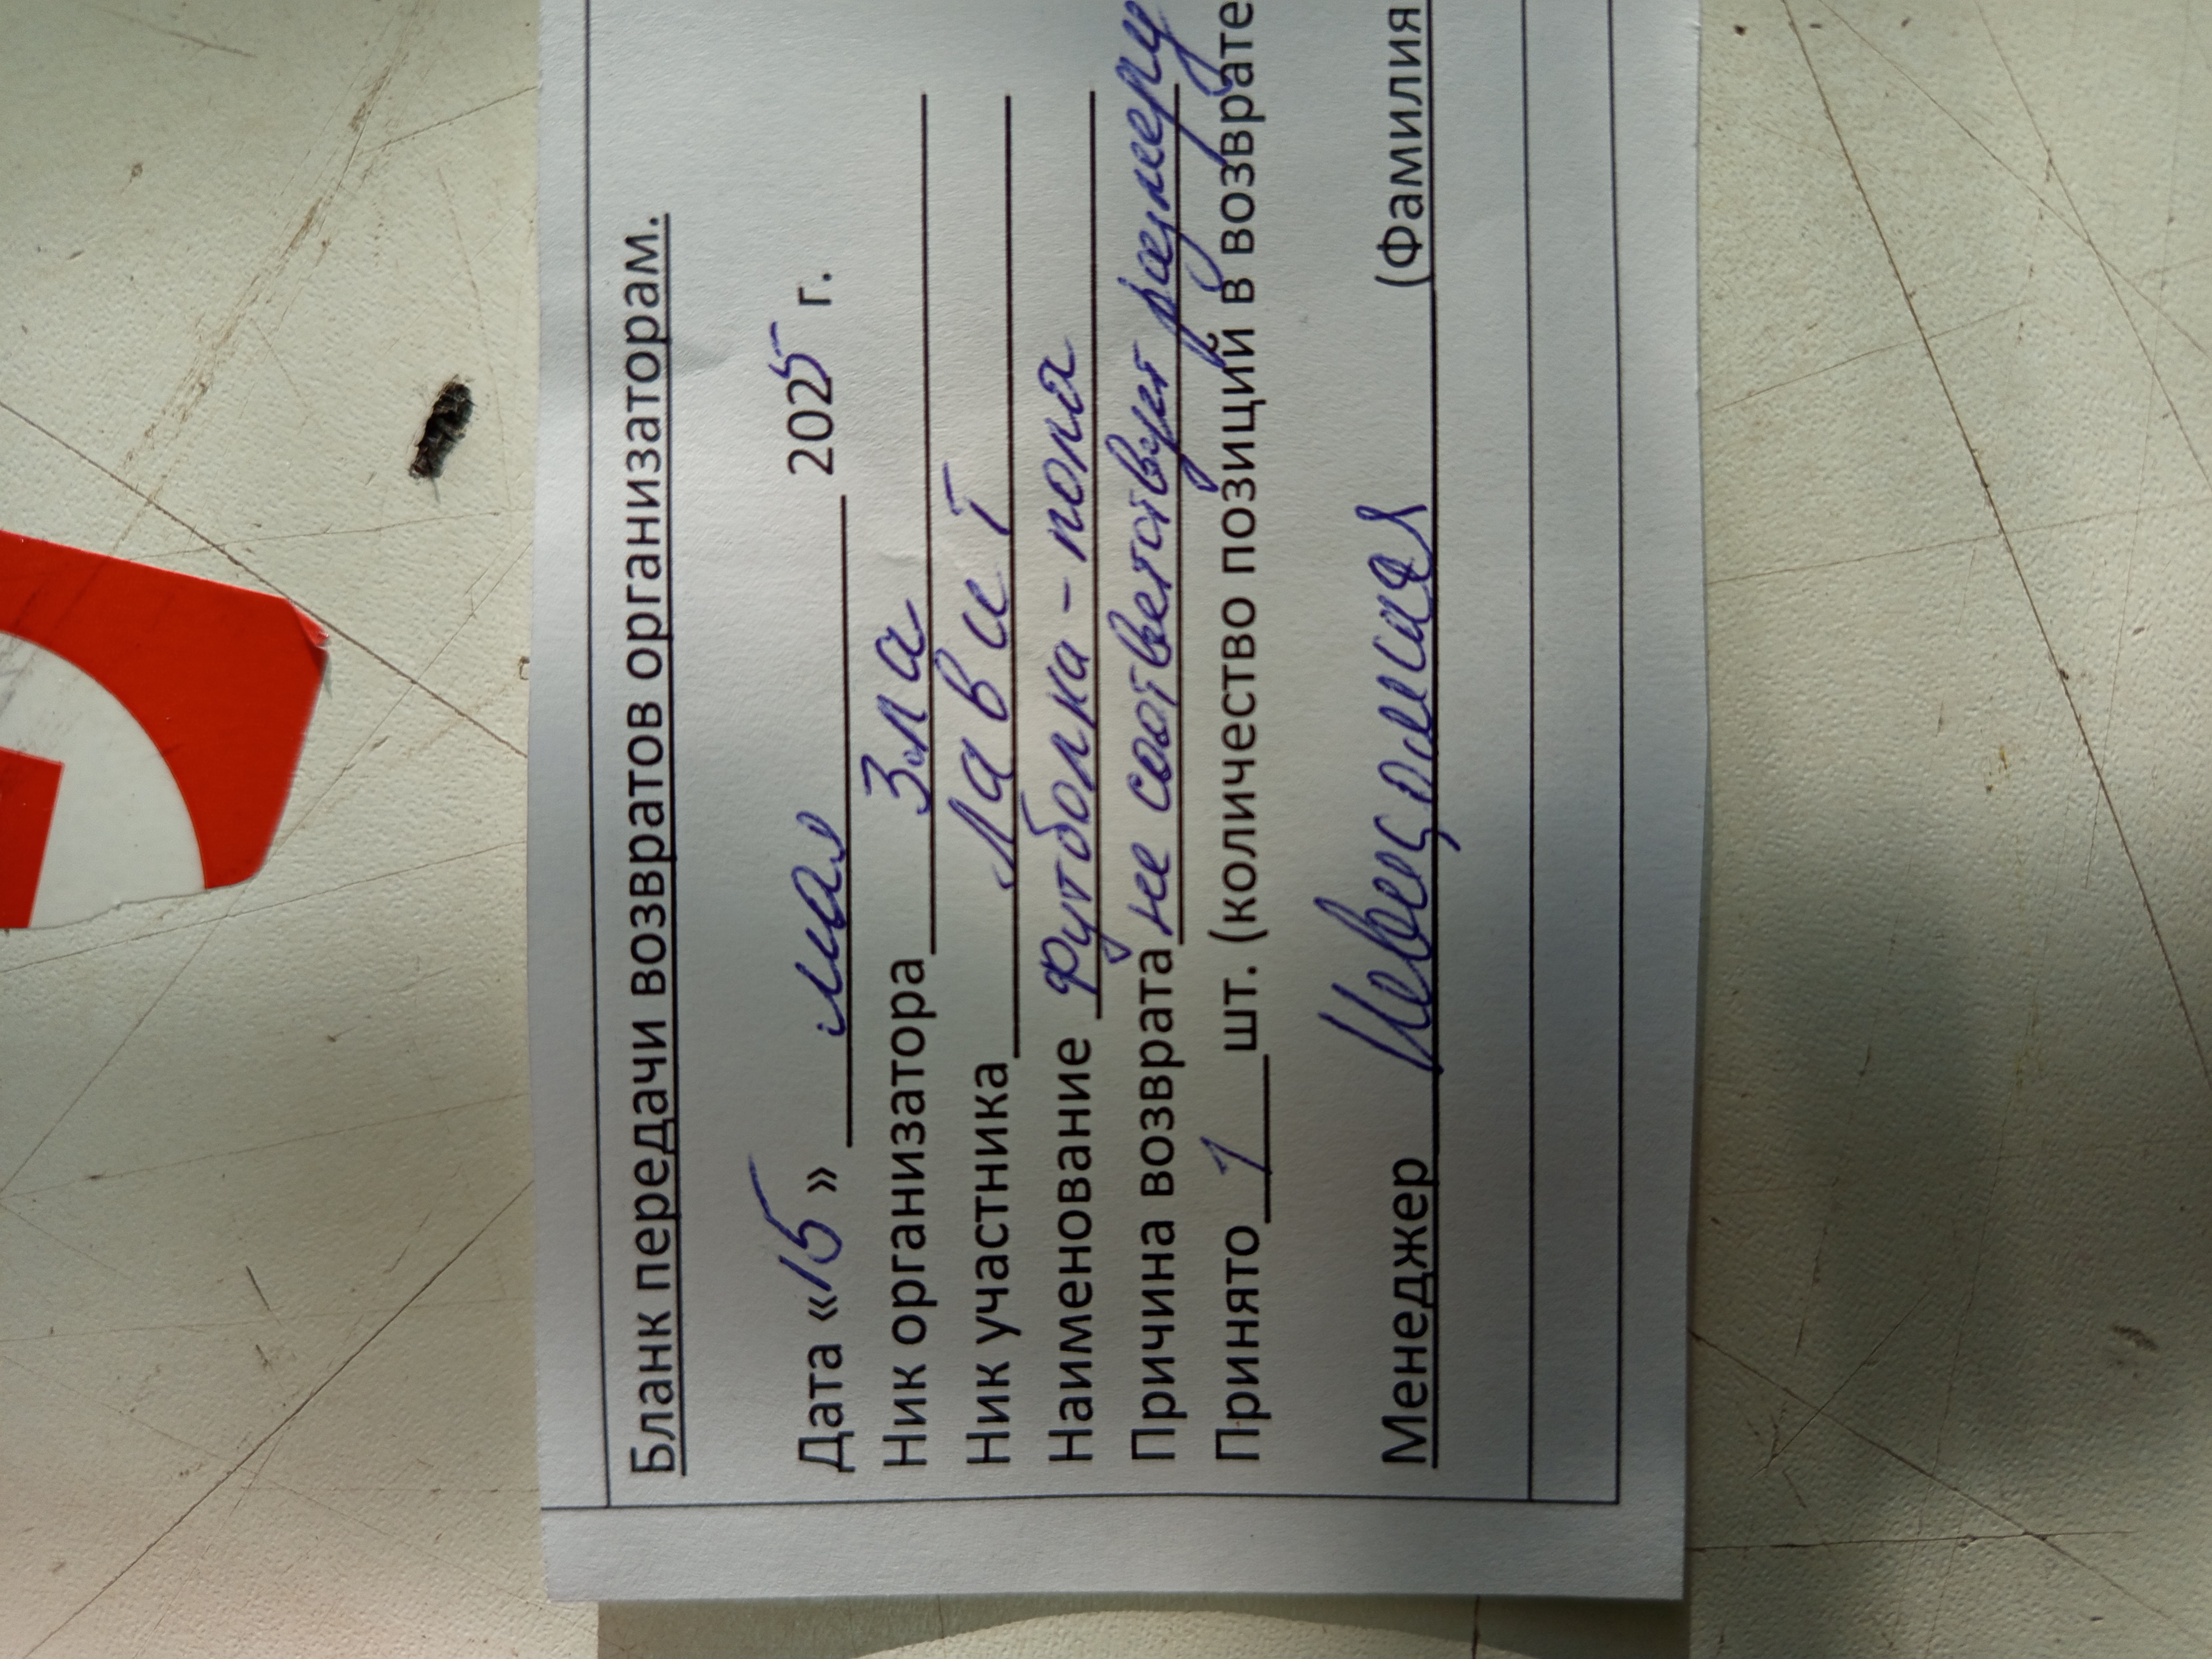 Бланк передачи возвратов организаторам.
Дата «15» мая 2025 г.
Ник организатора Зла
Ник участника Лавит
Наименование футболка-поло
Причина возврата не соответствует размеру
Принято 1 шт. (количество позиций в возврате
Менеджер (Фамилия